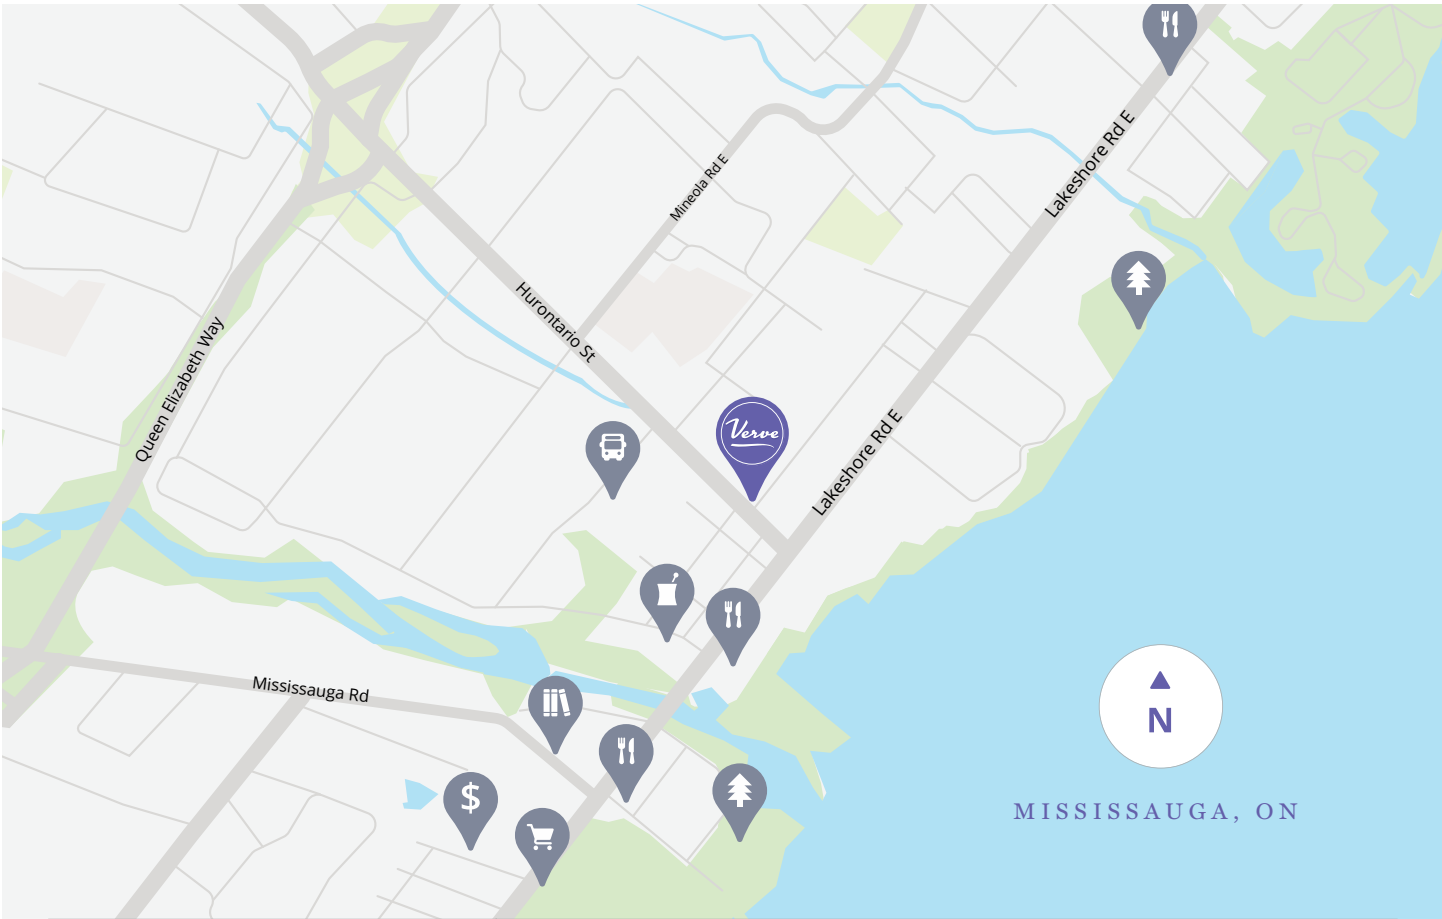 Lakeshore Rd E
Mineola Rd E
Hurontario St
Queen Elizabeth Way
Verve
Lakeshore Rd E
Mississauga Rd
$
N
MISSISSAUGA, ON